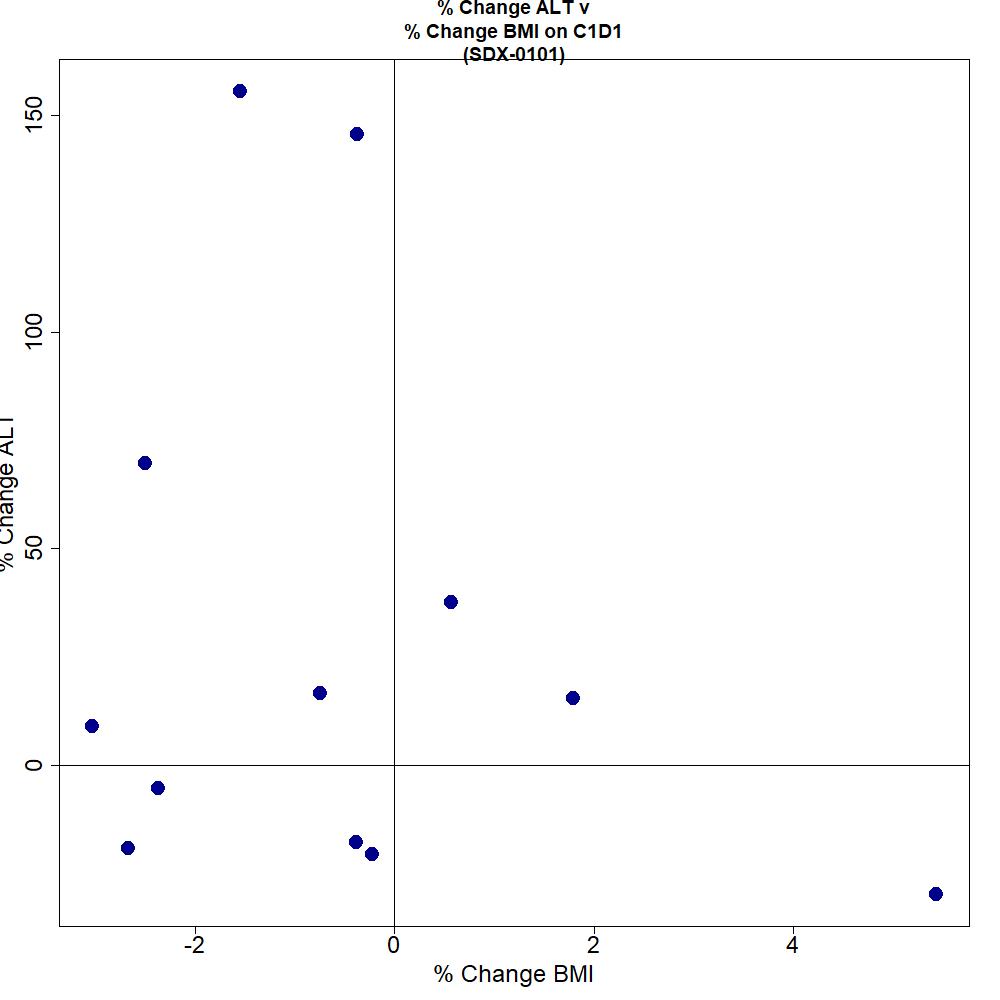 % Change ALT v
% Change BMI on C1D1
(SDX-0101)
150
100
50
0
% Change ALT
-2
0
2
4
% Change BMI